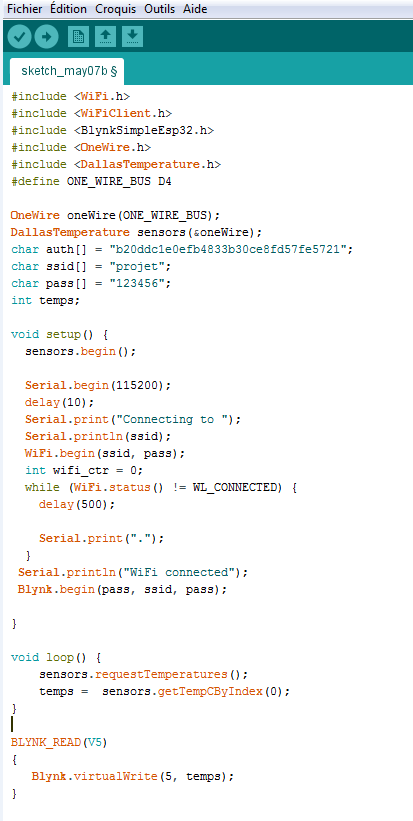 Fichier Édition Croquis Outils Aide
sketch_may07b §
#include <WiFi.h>
#include <WiFiClient.h>
#include <BlynkSimpleEsp32.h>
#include <OneWire.h>
#include <DallasTemperature.h>
#define ONE_WIRE_BUS D4
OneWire oneWire(ONE_WIRE_BUS);
DallasTemperature sensors(&oneWire);
char auth[] = "b20ddc1e0efb4833b30ce8fd57fe5721";
char ssid[] = "projet";
char pass[] = "123456";
int temps;
void setup() {
sensors.begin();
Serial.begin(115200);
delay(10);
Serial.print("Connecting to ");
Serial.println(ssid);
WiFi.begin(ssid, pass);
int wifi_ctr = 0;
while (WiFi.status() != WL_CONNECTED) {
delay(500);
Serial.print(".");
}
Serial.println("WiFi connected");
Blynk.begin(pass, ssid, pass);
}
void loop() {
sensors.requestTemperatures();
temps =  sensors.getTempCByIndex(0);
}
BLYNK_READ(V5)
{
Blynk.virtualWrite(5, temps);
}